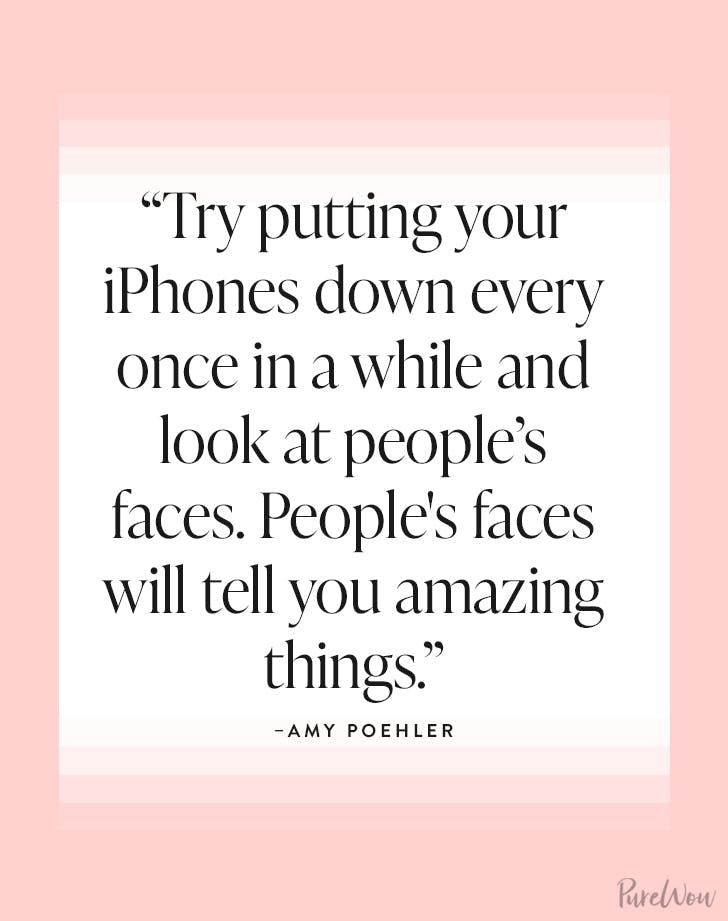 “Try putting your
iPhones down every
once in a while and
look at people’s
faces. People's faces
will tell you amazing
things.”
–AMY POEHLER
PureWow